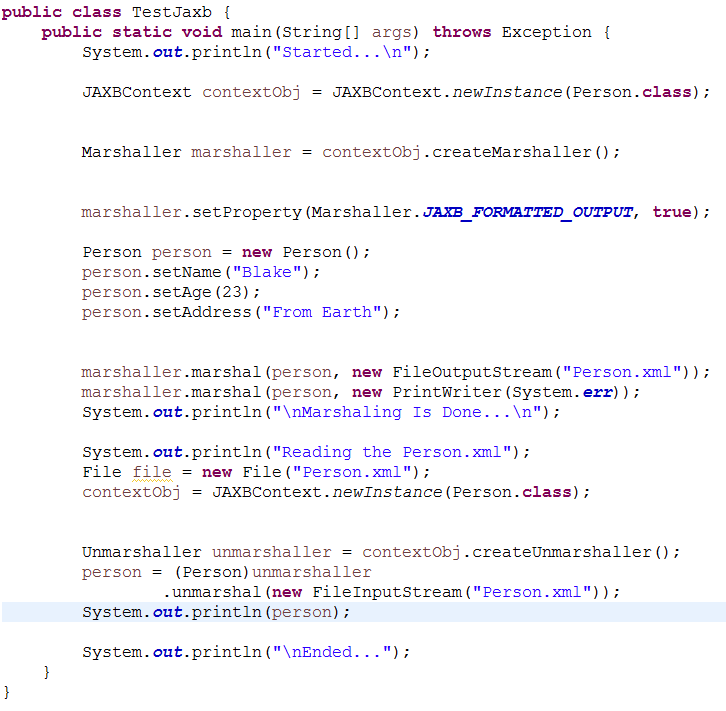 public class TestJaxb {
    public static void main(String[] args) throws Exception {
        System.out.println("Started...\n");
        JAXBContext contextObj = JAXBContext.newInstance(Person.class);
        Marshaller marshaller = contextObj.createMarshaller();
        marshaller.setProperty(Marshaller.JAXB_FORMATTED_OUTPUT, true);
        Person person = new Person();
        person.setName("Blake");
        person.setAge(23);
        person.setAddress("From Earth");
        marshaller.marshal(person, new FileOutputStream("Person.xml"));
        marshaller.marshal(person, new PrintWriter(System.err));
        System.out.println("\nMarshaling Is Done...\n");
        System.out.println("Reading the Person.xml");
        File file = new File("Person.xml");
        contextObj = JAXBContext.newInstance(Person.class);
        Unmarshaller unmarshaller = contextObj.createUnmarshaller();
        person = (Person)unmarshaller
                .unmarshal(new FileInputStream("Person.xml"));
        System.out.println(person);
        System.out.println("\nEnded...");
    }
}